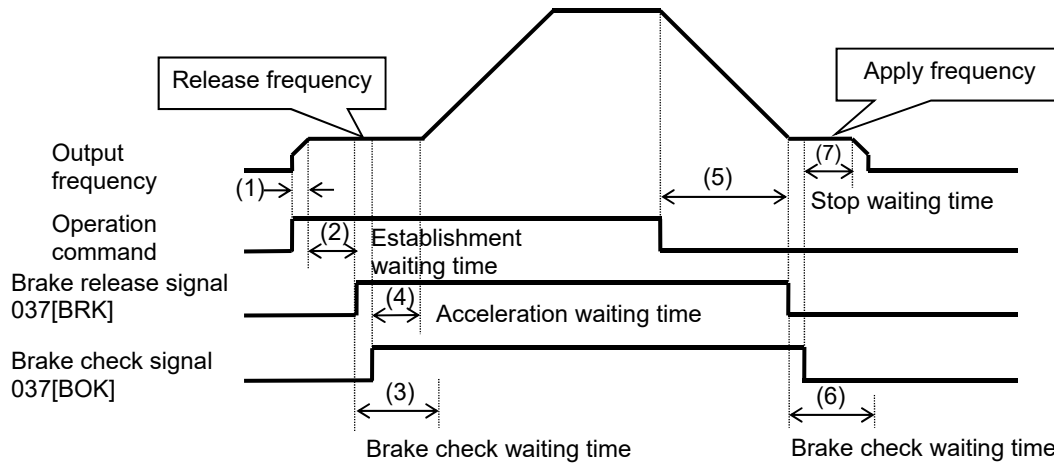 Release frequency
Apply frequency
Output
frequency
(1)
(5)
(7)
Stop waiting time
Operation
command
(2)
Establishment
waiting time
Brake release signal
037[BRK]
(4)
Acceleration waiting time
Brake check signal
037[BOK]
(3)
(6)
Brake check waiting time
Brake check waiting time